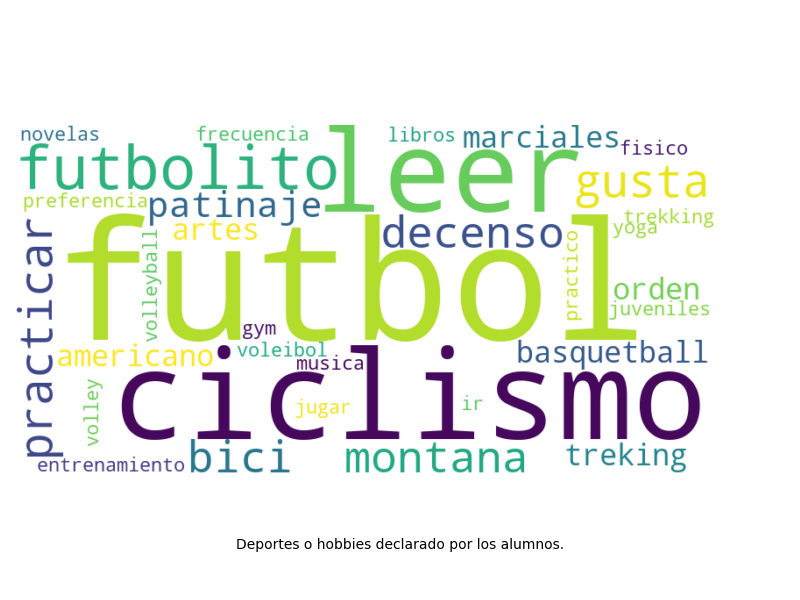 novelas
frecuencia
libros
marciales
fisico
futbolito
leer
gusta
preferencia
patinaje
trekking
artes
decenso
yoga
practicar
futbol
volleyball
practico
orden
juveniles
gym
americano
voleibol
musica
basquetball
ciclismo
volley
jugar
ir
entrenamiento
bici
montana
treking
Deportes o hobbies declarado por los alumnos.